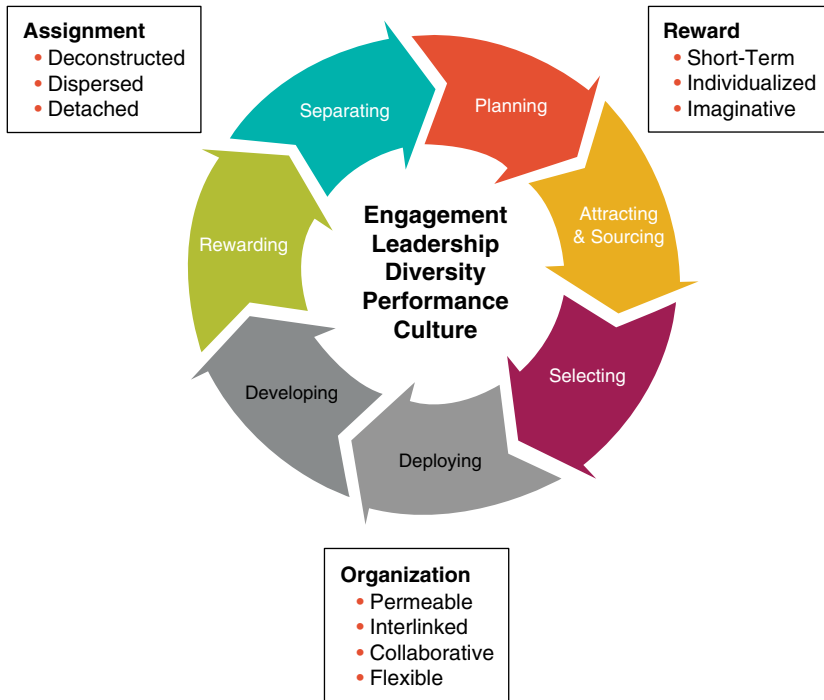 Assignment
• Deconstructed
• Dispersed
• Detached
Reward
• Short-Term
• Individualized
• Imaginative
Separating
Planning
Attracting
& Sourcing
Selecting
Deploying
Developing
Rewarding
Engagement
Leadership
Diversity
Performance
Culture
Organization
• Permeable
• Interlinked
• Collaborative
• Flexible